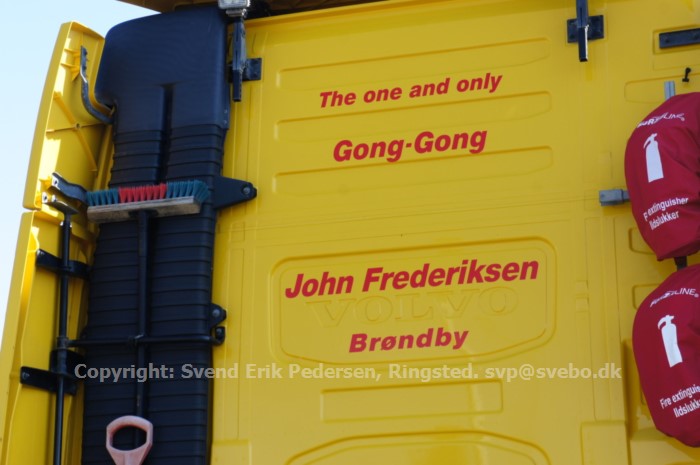 The one and only
Gong-Gong
John Frederiksen
VOLVO
Brøndby
Fire extinguisher
Ildslukker
Fire extinguisher
Ildslukker
Copyright: Svend Erik Pedersen, Ringsted. svp@svebo.dk